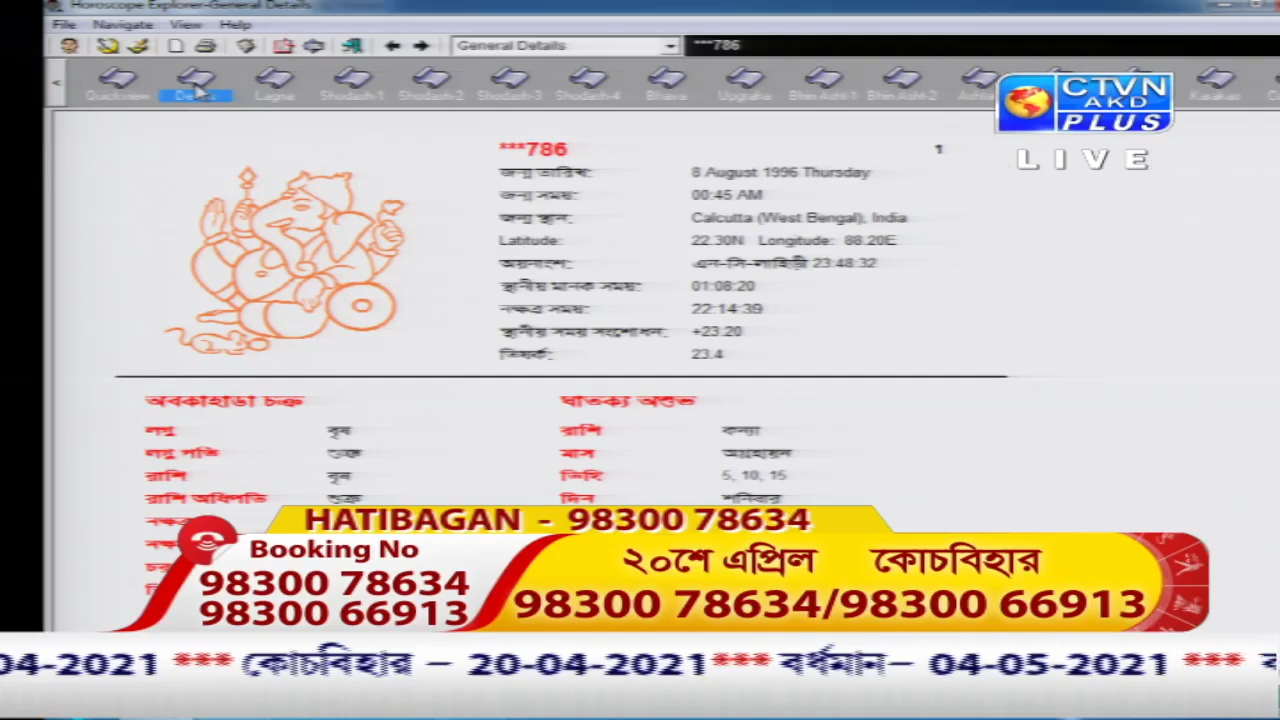 Horoscope Explorer-General Details
File Navigate View Help
General Details ***786
Quickview Lagna Shodash-1 Shodash-2 Shodash-3 Shodash-4 Bhava Upgraha Bhin Asht-1 Bhin Asht-2 Karakas
CTVN
AKD
PLUS
LIVE
***786 1
জন্ম তারিখ: 8 August 1996 Thursday
জন্ম সময়: 00:45 AM
জন্ম স্থান: Calcutta (West Bengal), India
Latitude: 22.30N Longitude: 88.20E
অয়নাংশ: এন-সি-লাহিড়ী 23:48:32
স্থানীয় মানক সময়: 01:08:20
নক্ষত্র সময়: 22:14:39
স্থানীয় সময় সংশোধন: +23.20
তির্যক: 23.4
অবকাহাডা চক্র ঘাতক্য অশুভ
লগ্ন বৃষ রাশি কন্যা
লগ্ন পতি শুক্র মাস অগ্রহায়ন
রাশি বৃষ তিথি 5, 10, 15
রাশি অধিপতি শুক্র দিন শনিবার
HATIBAGAN - 98300 78634
Booking No
98300 78634
98300 66913
২০শে এপ্রিল কোচবিহার
98300 78634/98300 66913
04-2021 *** কোচবিহার – 20-04-2021*** বর্ধমান– 04-05-2021 ***